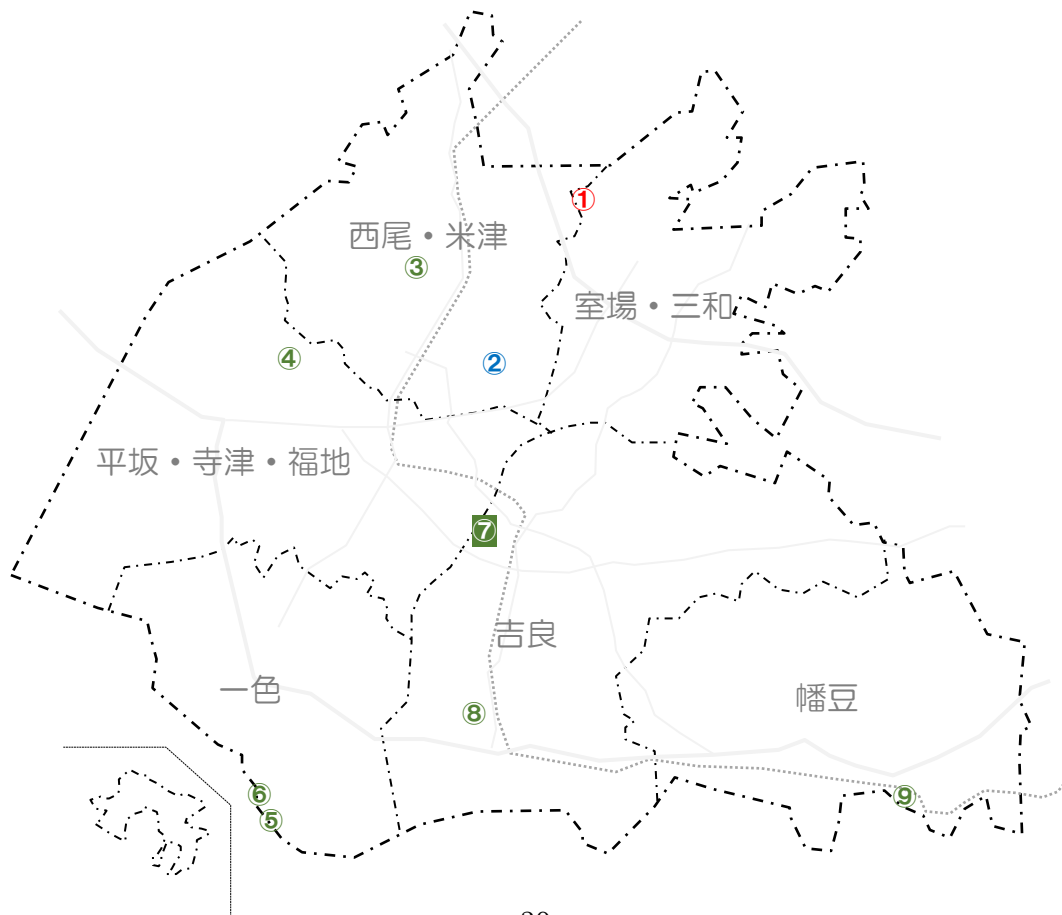 ①
西尾・米津
③
室場・三和
④
②
平坂・寺津・福地
⑦
吉良
一色
幡豆
⑧
⑥
⑨
⑤